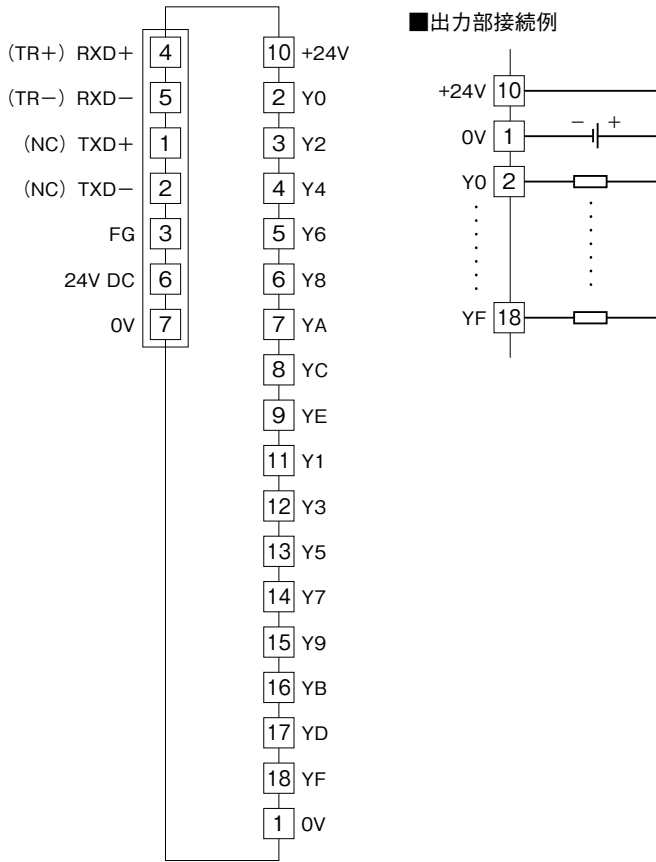 (TR+) RXD+ 4
(TR−) RXD− 5
(NC) TXD+ 1
(NC) TXD− 2
FG 3
24V DC 6
0V 7
10 +24V
2 Y0
3 Y2
4 Y4
5 Y6
6 Y8
7 YA
8 YC
9 YE
11 Y1
12 Y3
13 Y5
14 Y7
15 Y9
16 YB
17 YD
18 YF
1 0V
■出力部接続例
+24V 10
0V 1 − +
Y0 2
YF 18